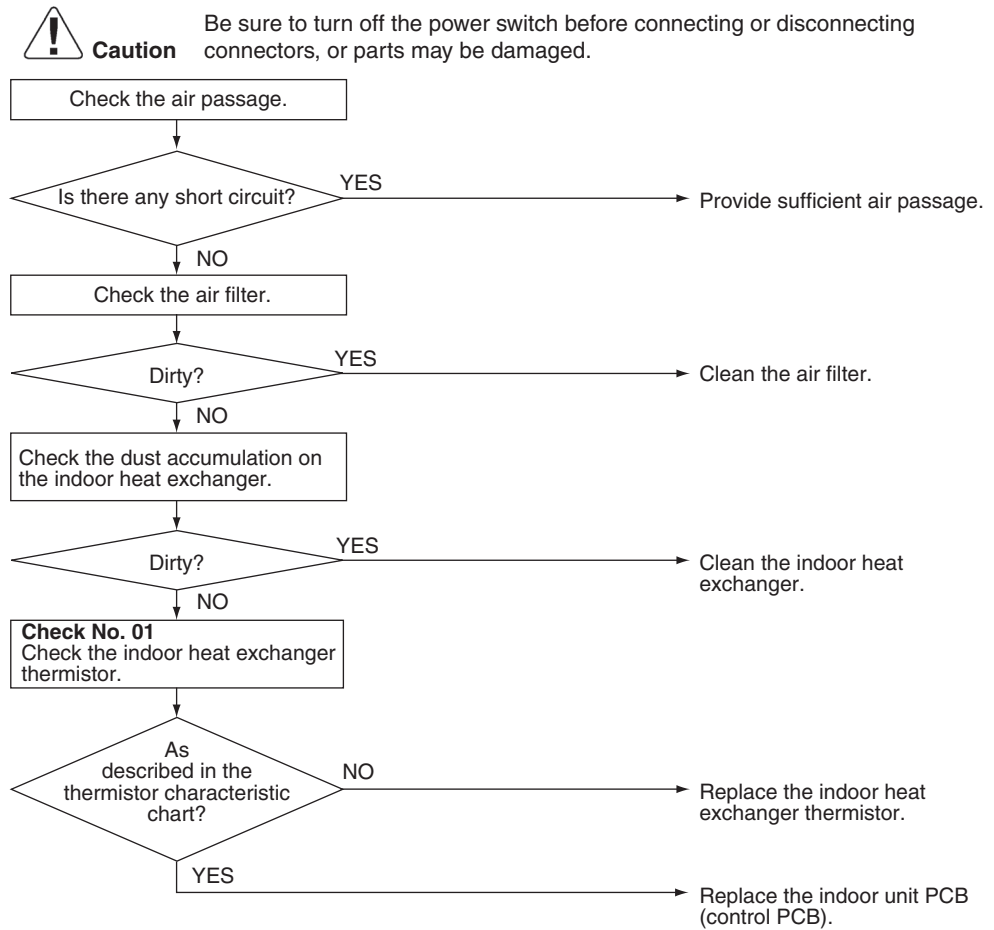 Be sure to turn off the power switch before connecting or disconnecting
Caution connectors, or parts may be damaged.
Check the air passage.
Is there any short circuit?
YES
Provide sufficient air passage.
NO
Check the air filter.
Dirty?
YES
Clean the air filter.
NO
Check the dust accumulation on
the indoor heat exchanger.
Dirty?
YES
Clean the indoor heat
exchanger.
NO
Check No. 01
Check the indoor heat exchanger
thermistor.
As
described in the
thermistor characteristic
chart?
NO
Replace the indoor heat
exchanger thermistor.
YES
Replace the indoor unit PCB
(control PCB).